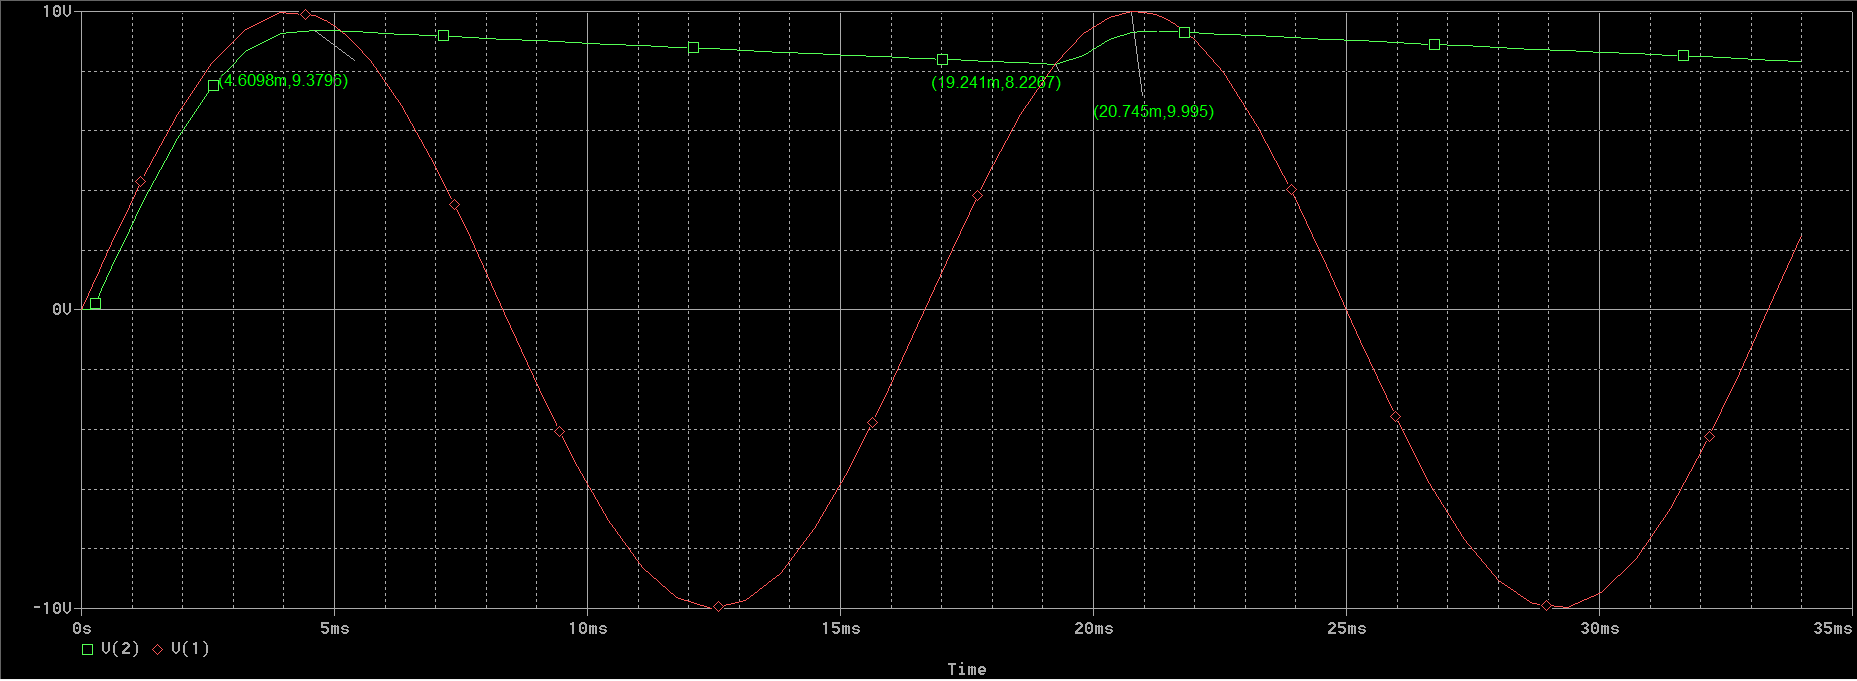 10V
(4.6098m,9.3796)
(19.241m,8.2267)
(20.745m,9.995)
0V
-10V
0s 5ms 10ms 15ms 20ms 25ms 30ms 35ms
V(2) V(1)
Time